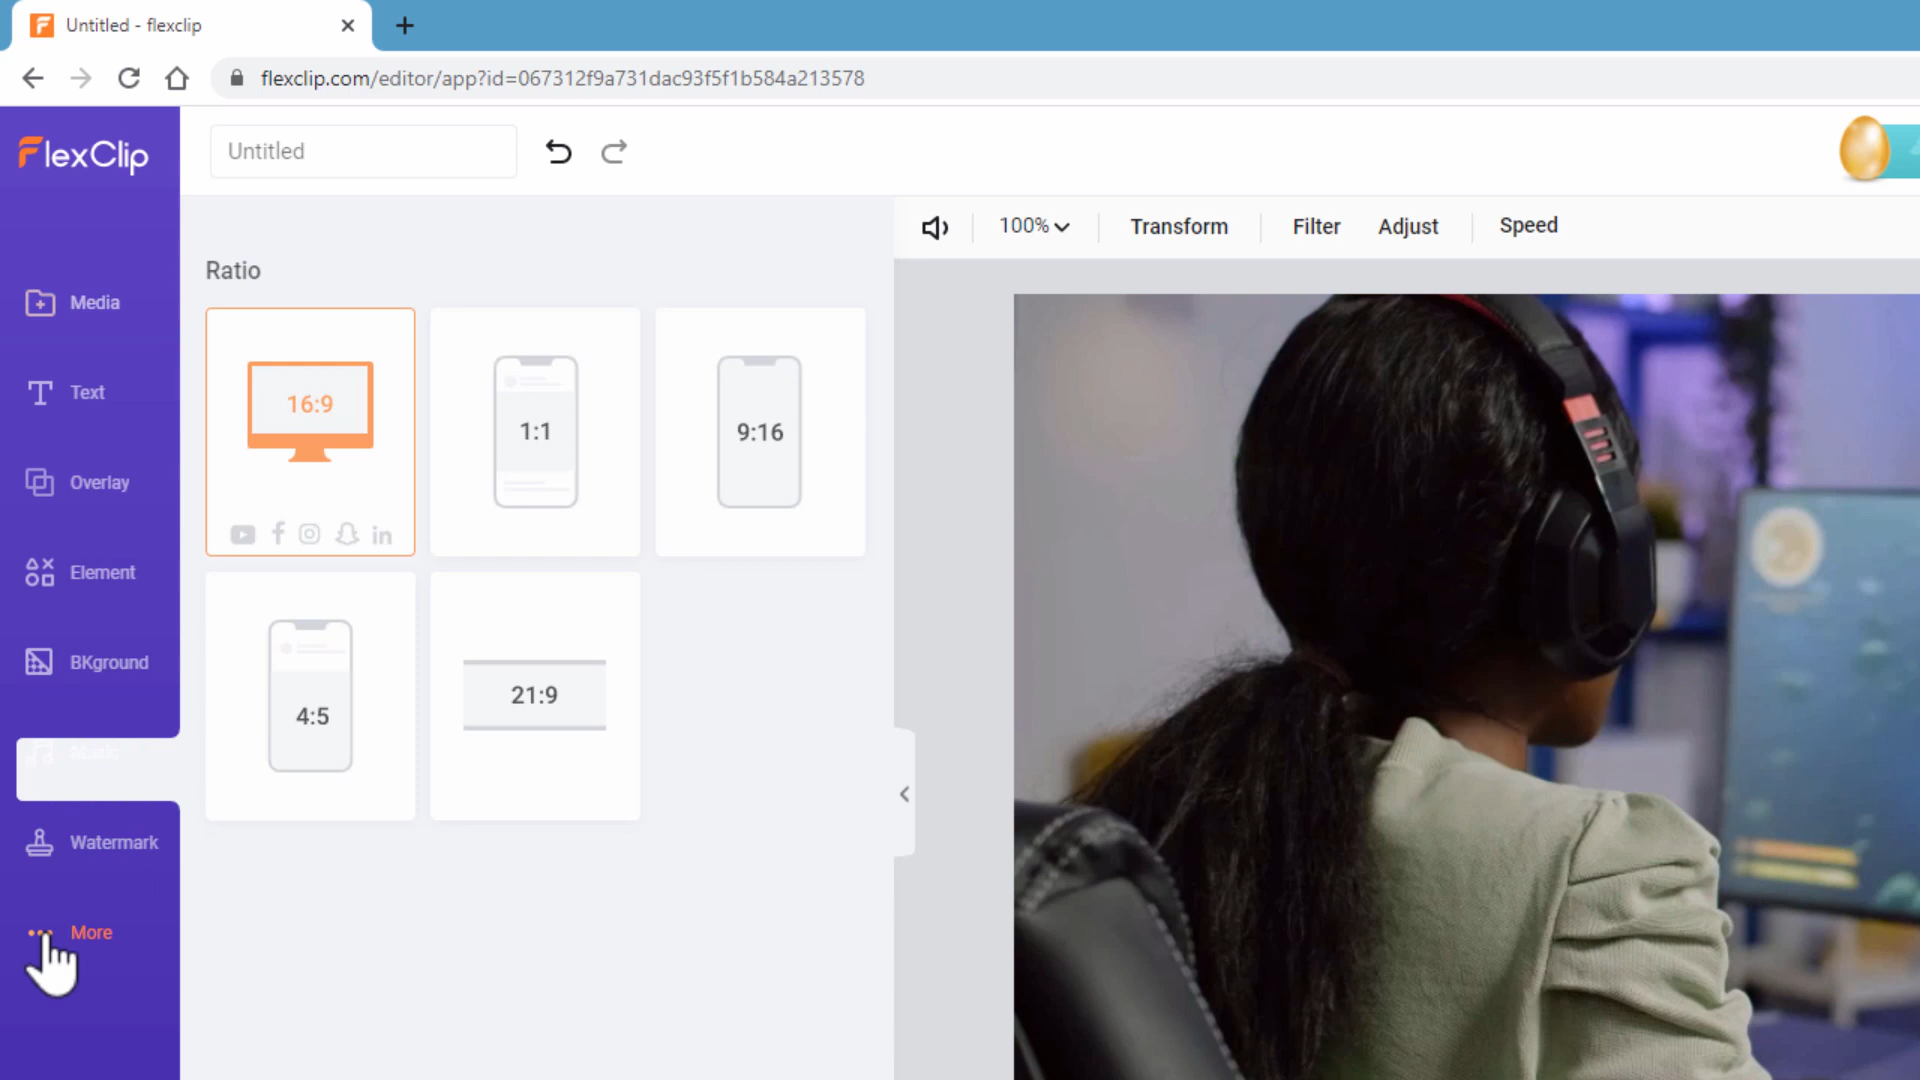 Untitled - flexclip
flexclip.com/editor/app?id=067312f9a731dac93f5f1b584a213578
FlexClip
Untitled
100%
Transform
Filter
Adjust
Speed
Ratio
Media
Text
Overlay
Element
BKground
Music
Watermark
More
16:9
1:1
9:16
4:5
21:9